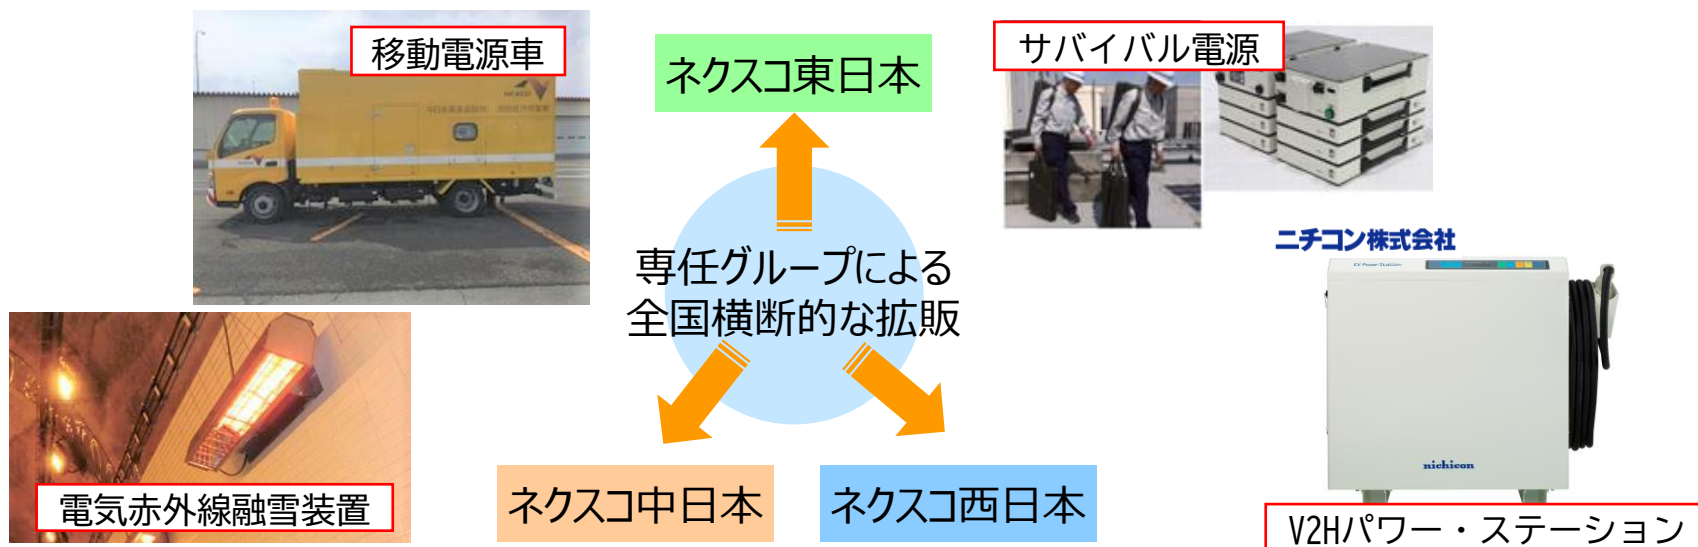 移動電源車
NEXCO
ネクスコ東日本
サバイバル電源
専任グループによる
全国横断的な拡販
ニチコン株式会社
EV Power Station
nichicon
電気赤外線融雪装置
ネクスコ中日本
ネクスコ西日本
V2Hパワー・ステーション